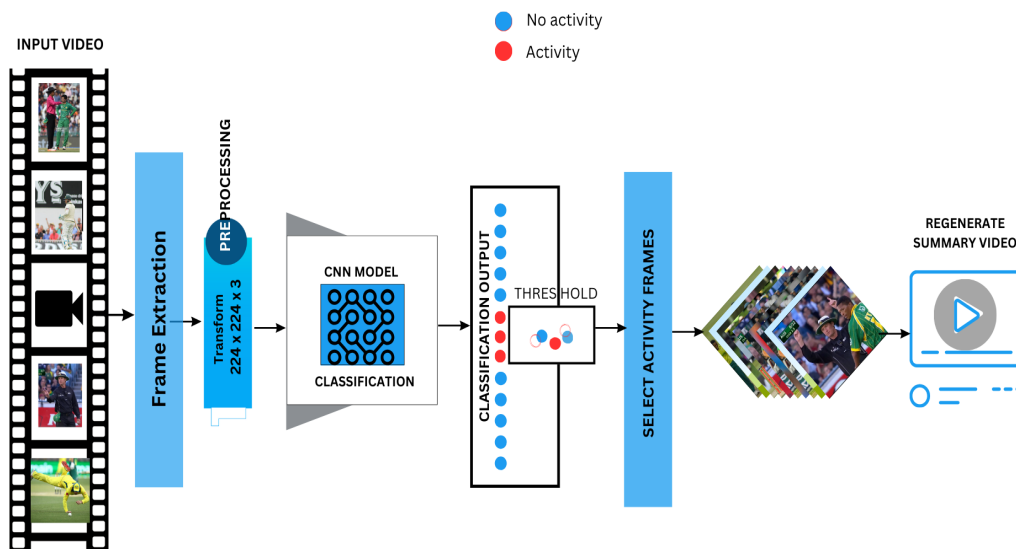 No activity
Activity
INPUT VIDEO
Frame Extraction
PREPROCESSING
Transform
224 x 224 x 3
CNN MODEL
CLASSIFICATION
CLASSIFICATION OUTPUT
THRESHOLD
SELECT ACTIVITY FRAMES
REGENERATE
SUMMARY VIDEO